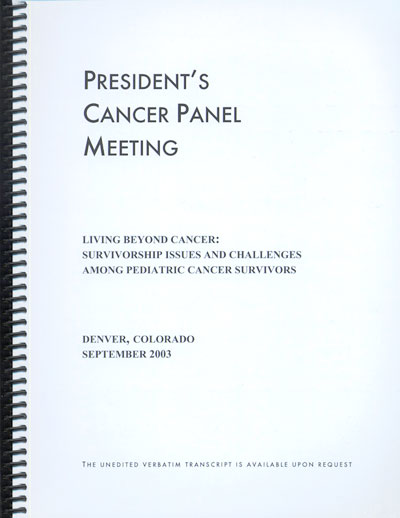 PRESIDENT'S
CANCER PANEL
MEETING
LIVING BEYOND CANCER:
SURVIVORSHIP ISSUES AND CHALLENGES
AMONG PEDIATRIC CANCER SURVIVORS
DENVER, COLORADO
SEPTEMBER 2003
THE UNEDITED VERBATIM TRANSCRIPT IS AVAILABLE UPON REQUEST